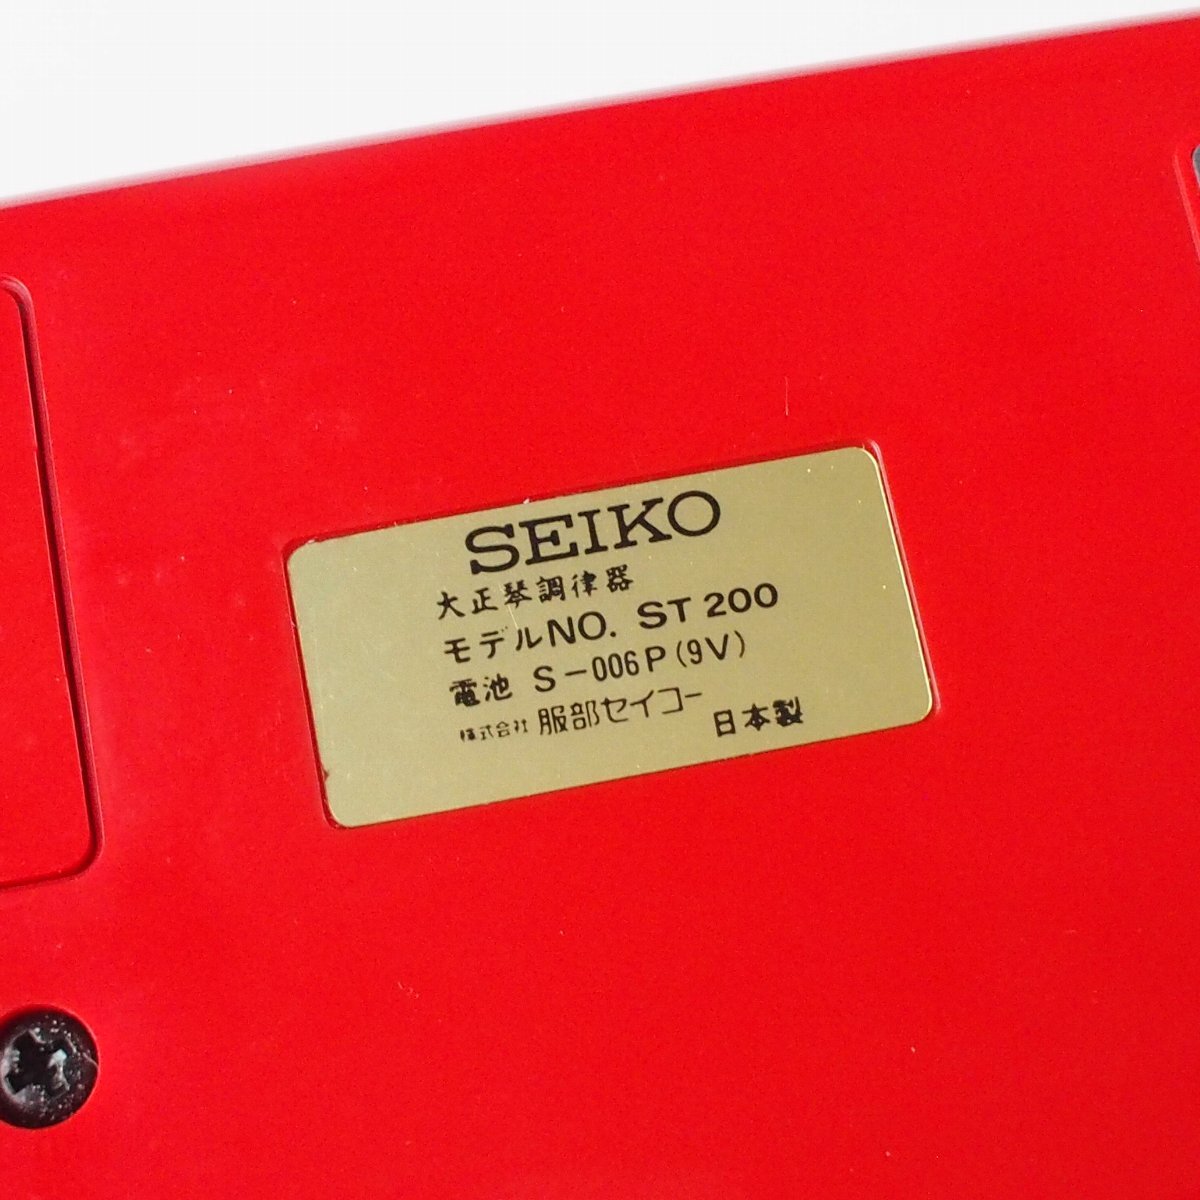 SEIKO
大正琴調律器
モデルNO. ST 200
電池 S-006P(9V)
株式会社 服部セイコー
日本製